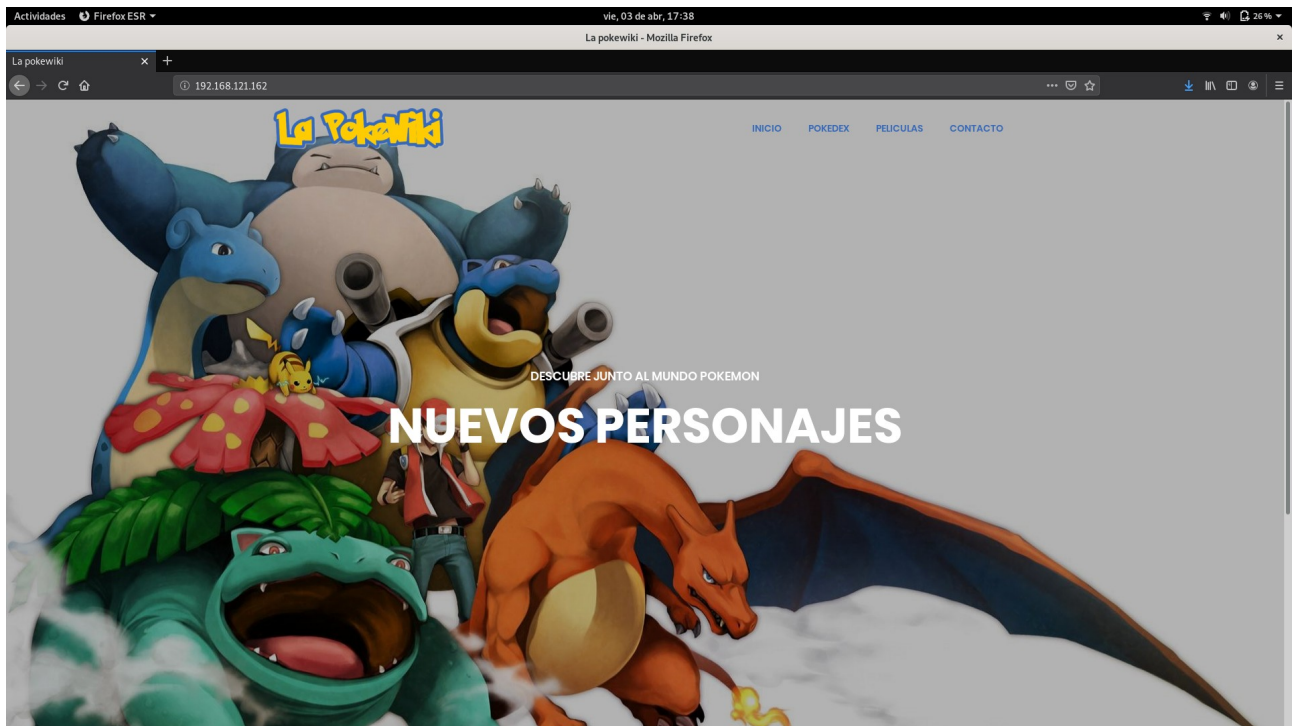 Actividades Firefox ESR vie, 03 de abr, 17:38 26 %
La pokewiki - Mozilla Firefox
La pokewiki
192.168.121.162
La PokeWiki INICIO POKEDEX PELICULAS CONTACTO
DESCUBRE JUNTO AL MUNDO POKEMON
NUEVOS PERSONAJES